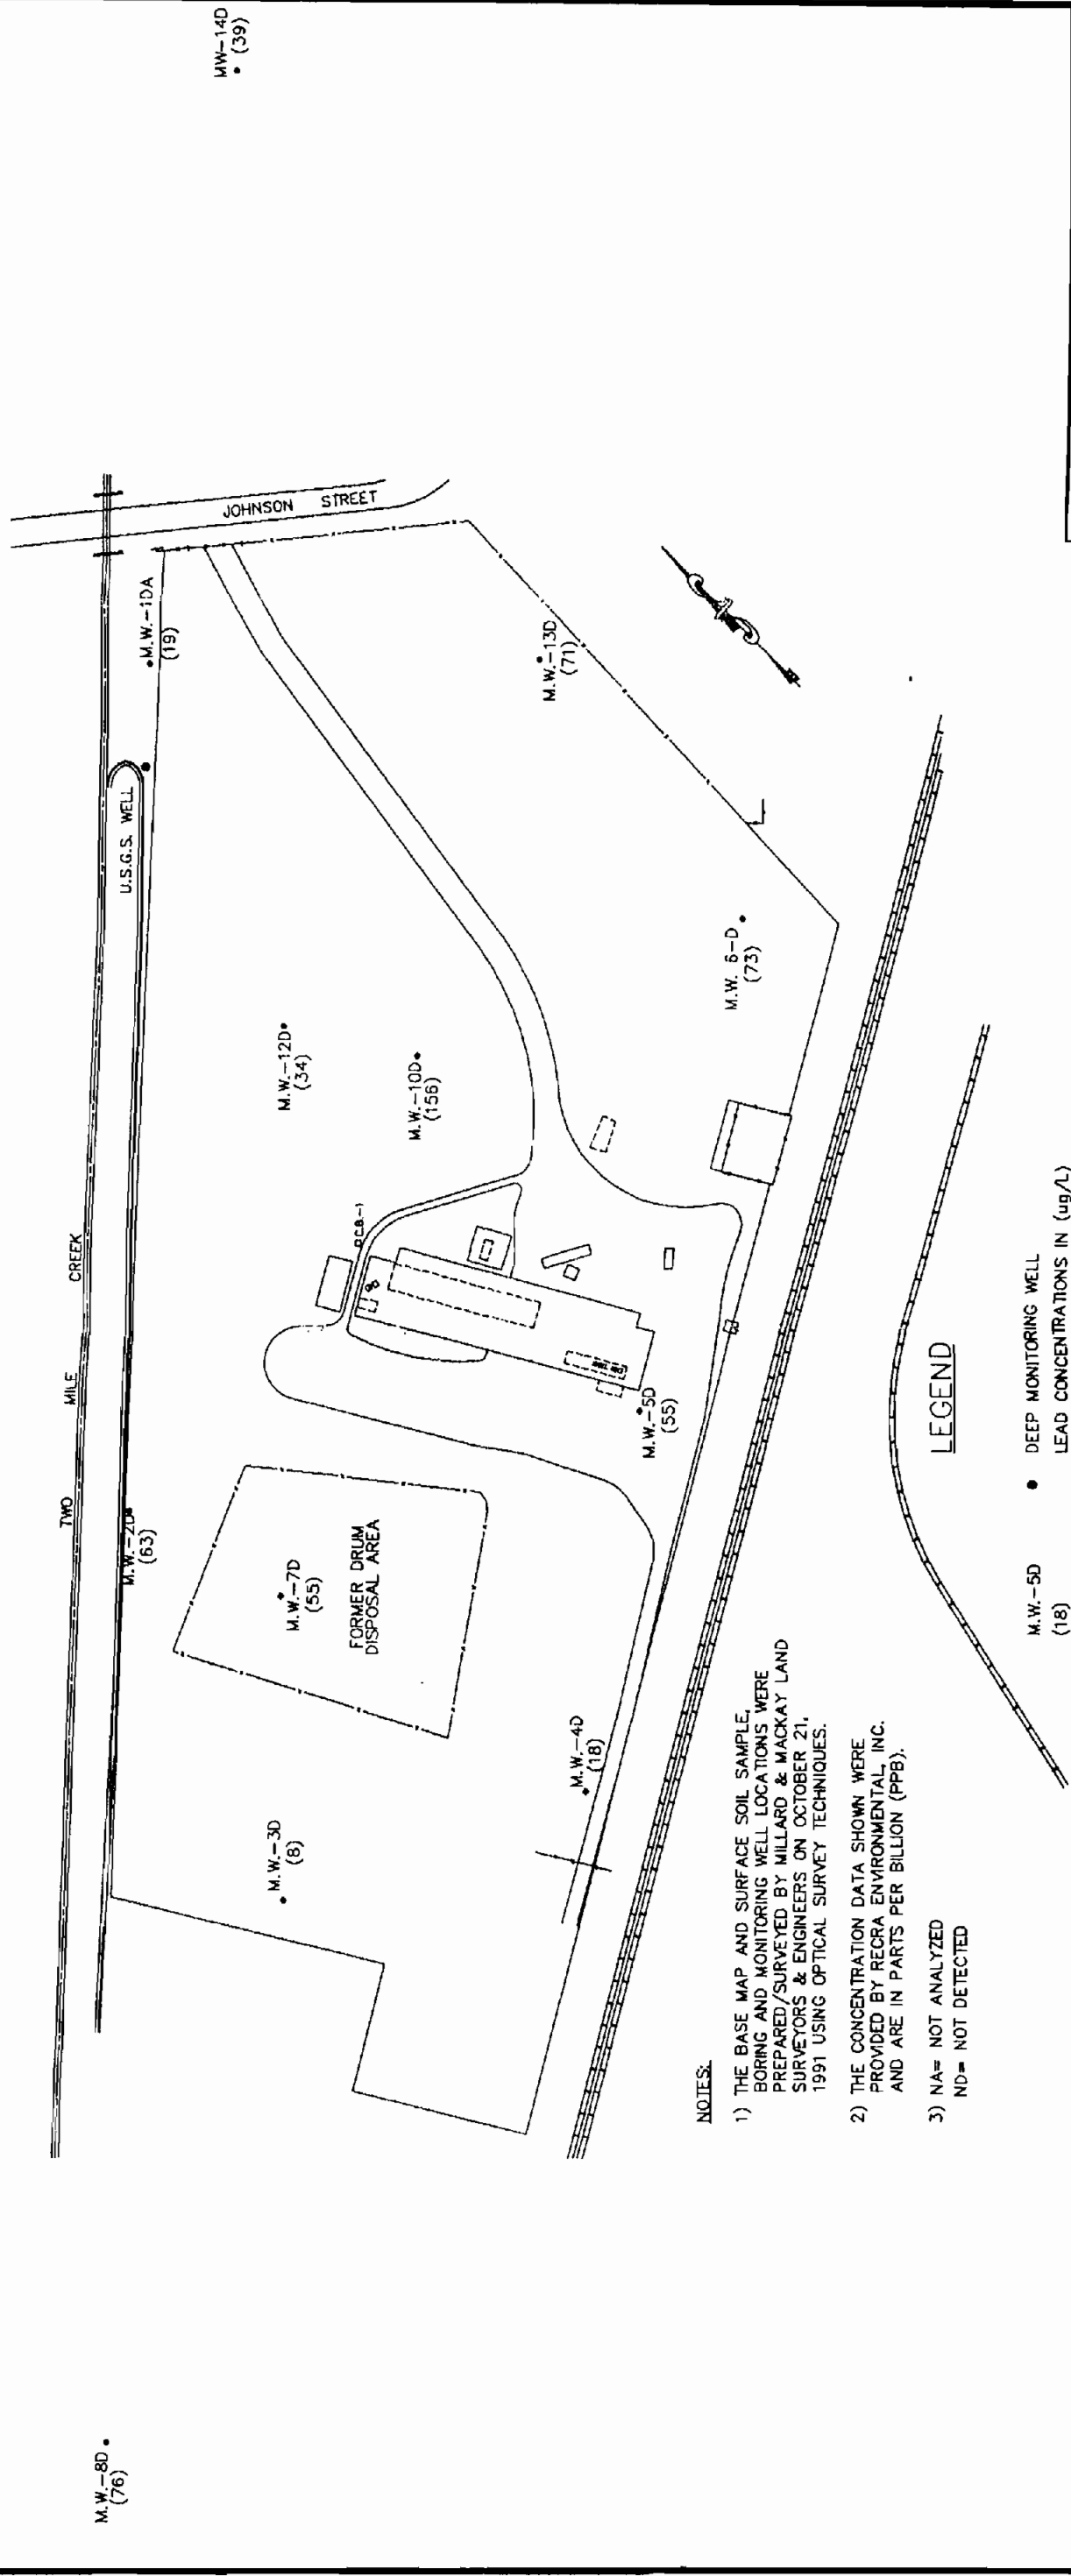 MW-14D
(39)
JOHNSON STREET
M.W.-1DA
(19)
U.S.G.S. WELL
M.W.-13D
(71)
M.W. 6-D
(73)
M.W.-12D
(34)
M.W.-10D
(156)
C.B.-1
TWO MILE CREEK
M.W.-2D
(63)
M.W.-7D
(55)
FORMER DRUM
DISPOSAL AREA
M.W.-5D
(55)
M.W.-4D
(18)
M.W.-3D
(8)
M.W.-8D
(76)
NOTES:
1) THE BASE MAP AND SURFACE SOIL SAMPLE,
BORING AND MONITORING WELL LOCATIONS WERE
PREPARED/SURVEYED BY MILLARD & MACKAY LAND
SURVEYORS & ENGINEERS ON OCTOBER 21,
1991 USING OPTICAL SURVEY TECHNIQUES.
2) THE CONCENTRATION DATA SHOWN WERE
PROVIDED BY RECRA ENVIRONMENTAL, INC.
AND ARE IN PARTS PER BILLION (PPB).
3) NA= NOT ANALYZED
ND= NOT DETECTED
LEGEND
M.W.-5D DEEP MONITORING WELL
(18) LEAD CONCENTRATIONS IN (ug/L)